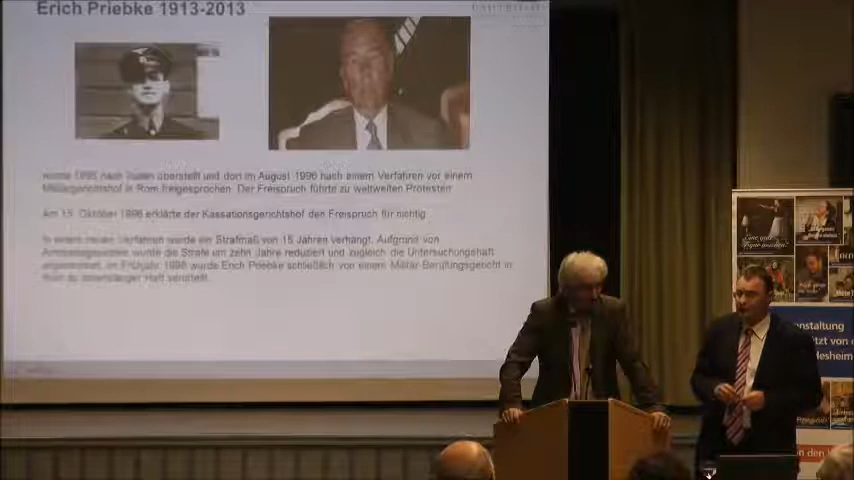 Erich Priebke 1913-2013
wurde 1995 nach Italien überstellt und dort im August 1996 nach einem Verfahren vor einem
Militärgerichtshof in Rom freigesprochen. Der Freispruch führte zu weltweiten Protesten
Am 15. Oktober 1996 erklärte der Kassationsgerichtshof den Freispruch für nichtig.
In einem neuen Verfahren wurde ein Strafmaß von 15 Jahren verhängt. Aufgrund von
wurde die Strafe um zehn Jahre reduziert und zugleich die Untersuchungshaft
im Frühjahr 1998 wurde Erich Priebke schließlich von einem Militär-Berufungsgericht in
Rom zu lebenslanger Haft verurteilt.
anstaltung
tzt von
desheim